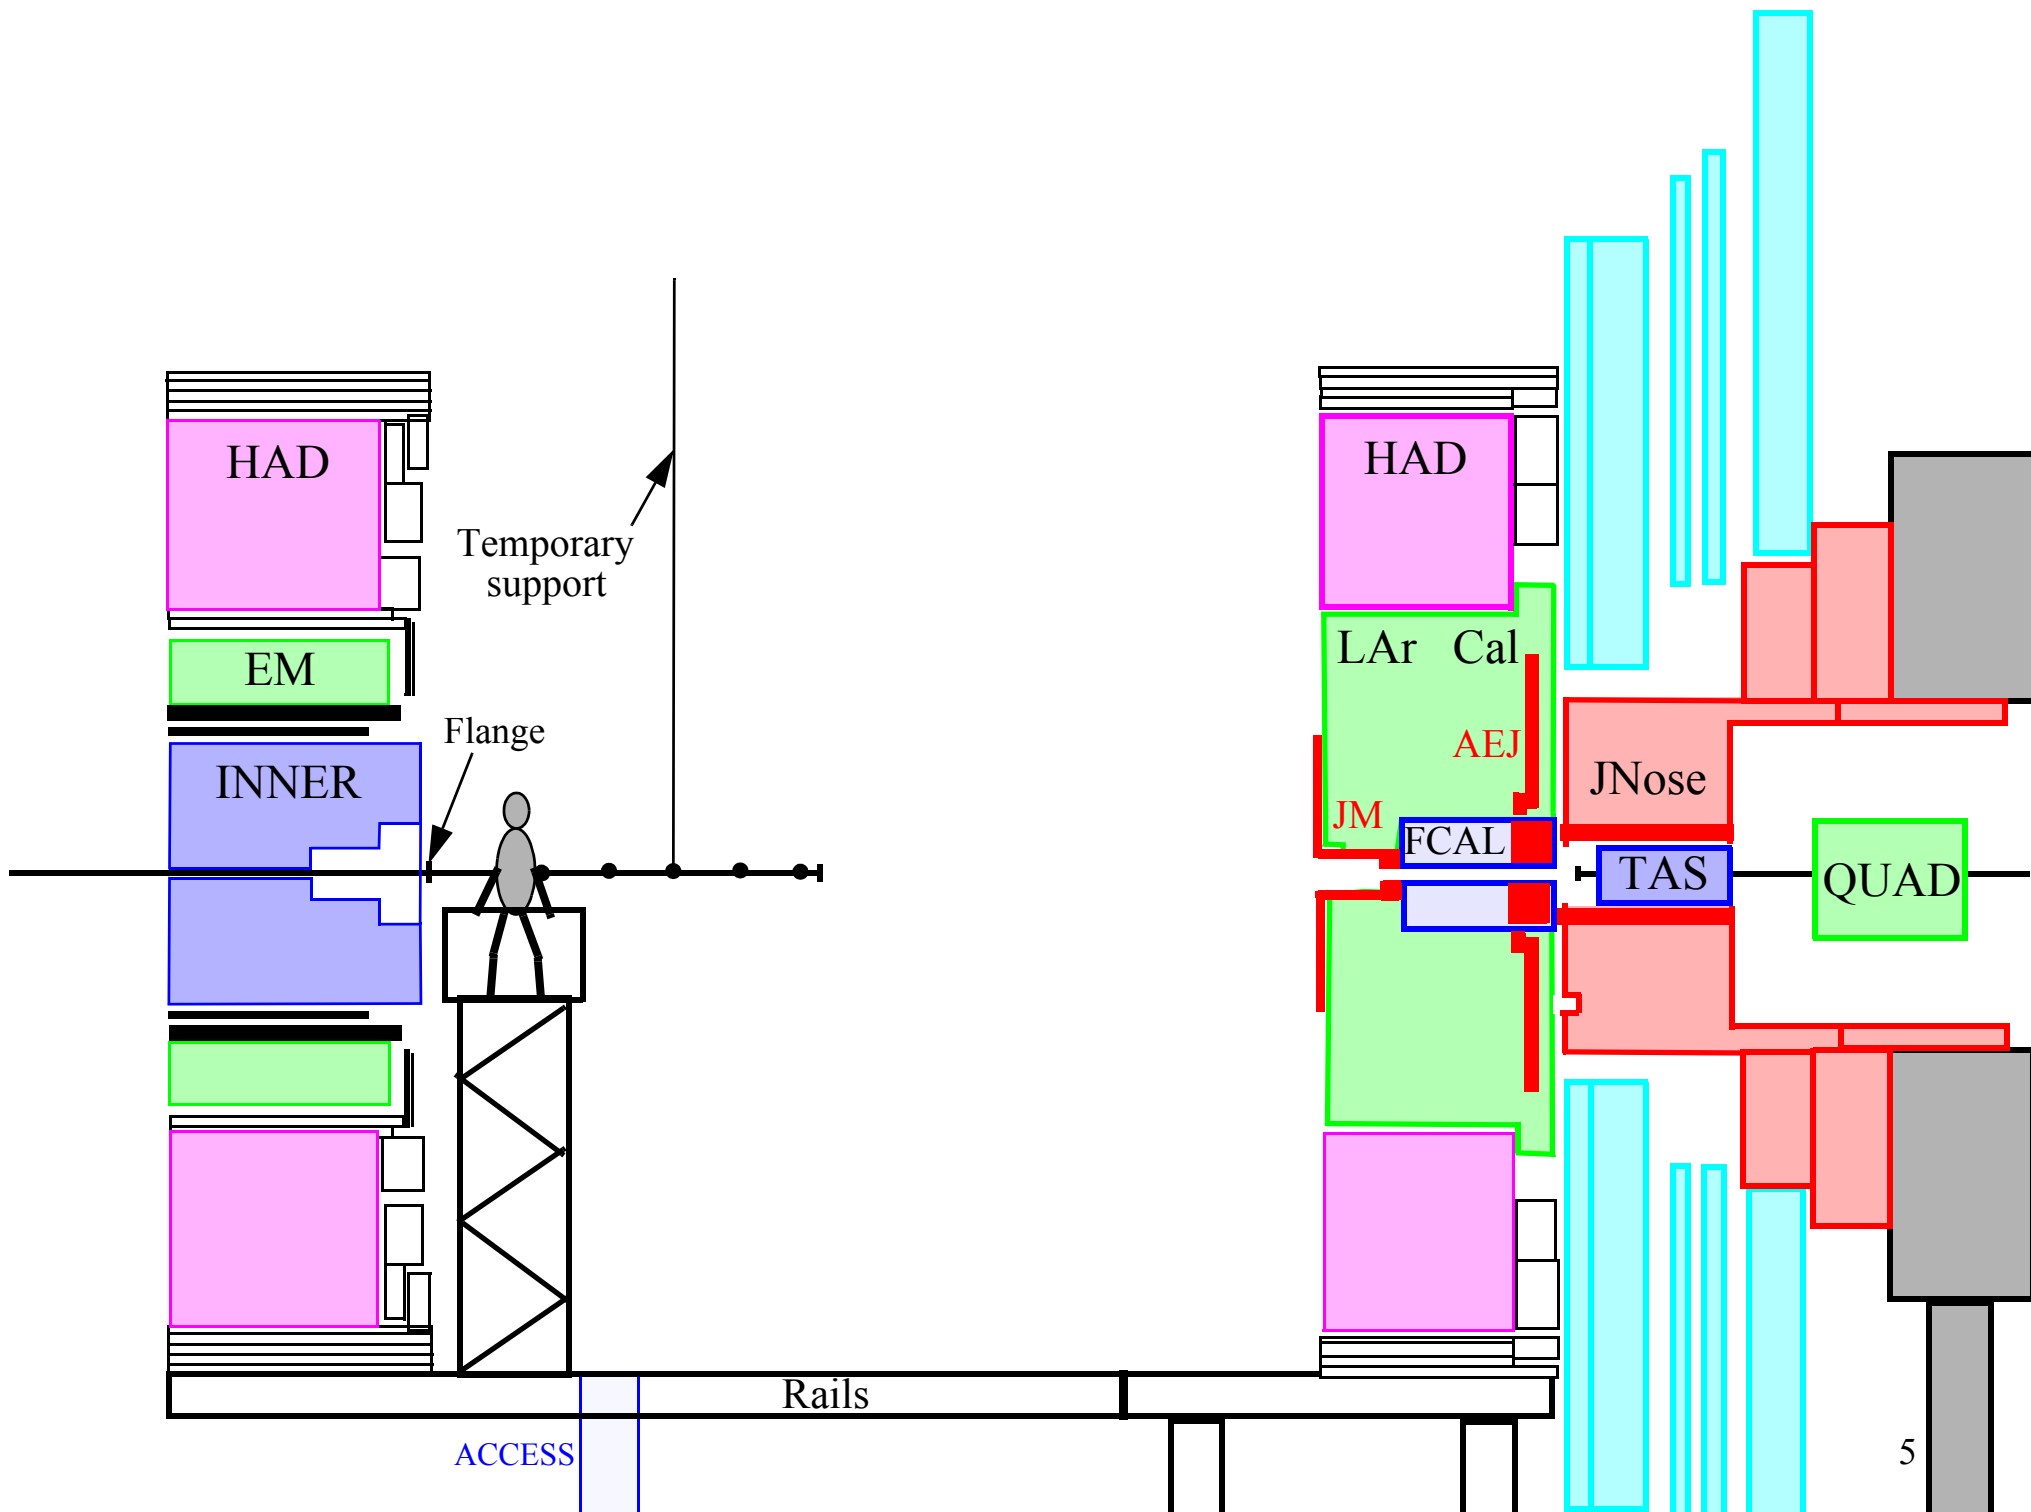 HAD
HAD
Temporary
support
EM
LAr Cal
Flange
AEJ
INNER
JNose
JM
FCAL
TAS
QUAD
Rails
ACCESS
5